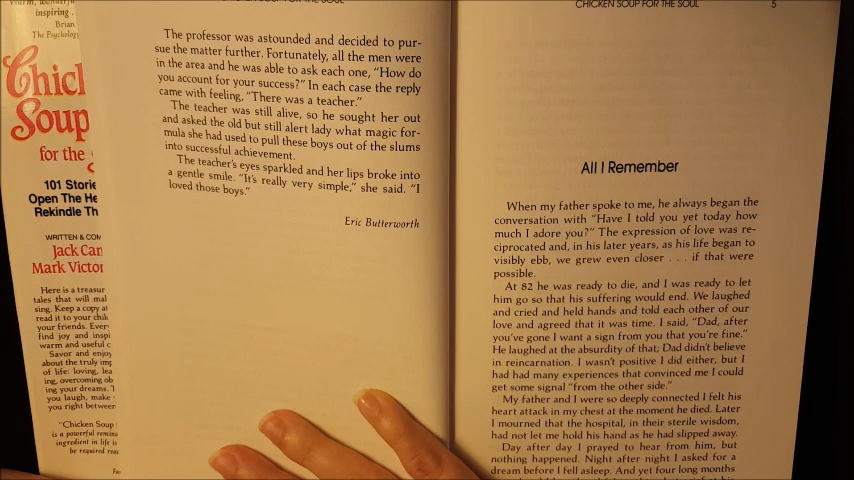 inspiring .
Brian
The Psychology
Chicl
Soup
for the
101 Storie
Open The He
Rekindle Th
WRITTEN & COM
Jack Can
Mark Victor
Here is a treasur
tales that will mal
sing. Keep a copy at
read it to your chil
your friends. Ever
find joy and inspi
warm and useful c
Savor and enjoy
about the truly imp
of life: loving, lea
ing, overcoming ob
ing your dreams. T
you laugh, make
you right between
"Chicken Soup
is a powerful remin
ingredient in life is
be required rea
The professor was astounded and decided to pur-
sue the matter further. Fortunately, all the men were
in the area and he was able to ask each one, "How do
you account for your success?" In each case the reply
came with feeling, "There was a teacher."
The teacher was still alive, so he sought her out
and asked the old but still alert lady what magic for-
mula she had used to pull these boys out of the slums
into successful achievement.
The teacher's eyes sparkled and her lips broke into
a gentle smile. "It's really very simple," she said. "I
loved those boys."
Eric Butterworth
CHICKEN SOUP FOR THE SOUL 5
All I Remember
When my father spoke to me, he always began the
conversation with "Have I told you yet today how
much I adore you?" The expression of love was re-
ciprocated and, in his later years, as his life began to
visibly ebb, we grew even closer . . . if that were
possible.
At 82 he was ready to die, and I was ready to let
him go so that his suffering would end. We laughed
and cried and held hands and told each other of our
love and agreed that it was time. I said, "Dad, after
you've gone I want a sign from you that you're fine."
He laughed at the absurdity of that; Dad didn't believe
in reincarnation. I wasn't positive I did either, but I
had had many experiences that convinced me I could
get some signal "from the other side."
My father and I were so deeply connected I felt his
heart attack in my chest at the moment he died. Later
I mourned that the hospital, in their sterile wisdom,
had not let me hold his hand as he had slipped away.
Day after day I prayed to hear from him, but
nothing happened. Night after night I asked for a
dream before I fell asleep. And yet four long months